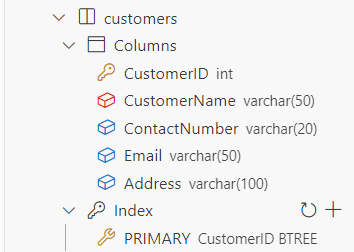 customers
Columns
CustomerID int
CustomerName varchar(50)
ContactNumber varchar(20)
Email varchar(50)
Address varchar(100)
Index
PRIMARY CustomerID BTREE